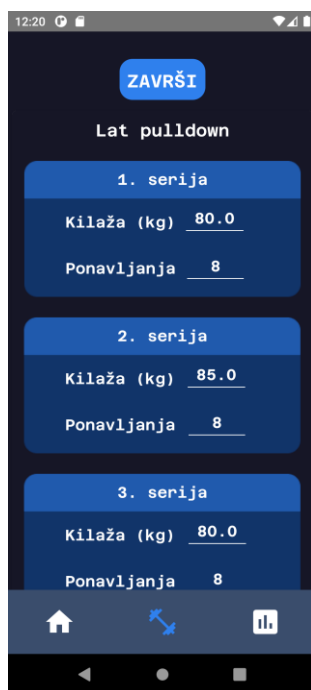 12:20
ZAVRŠI
Lat pulldown
1. serija
Kilaža (kg) 80.0
Ponavljanja 8
2. serija
Kilaža (kg) 85.0
Ponavljanja 8
3. serija
Kilaža (kg) 80.0
Ponavljanja 8